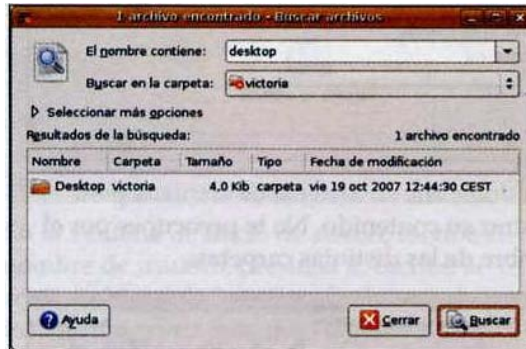 1 archivo encontrado - Buscar archivos
El nombre contiene: desktop
Buscar en la carpeta: victoria
Seleccionar más opciones
Resultados de la búsqueda: 1 archivo encontrado
Nombre Carpeta Tamaño Tipo Fecha de modificación
Desktop victoria 4,0 Kib carpeta vie 19 oct 2007 12:44:30 CEST
Ayuda Cerrar Buscar